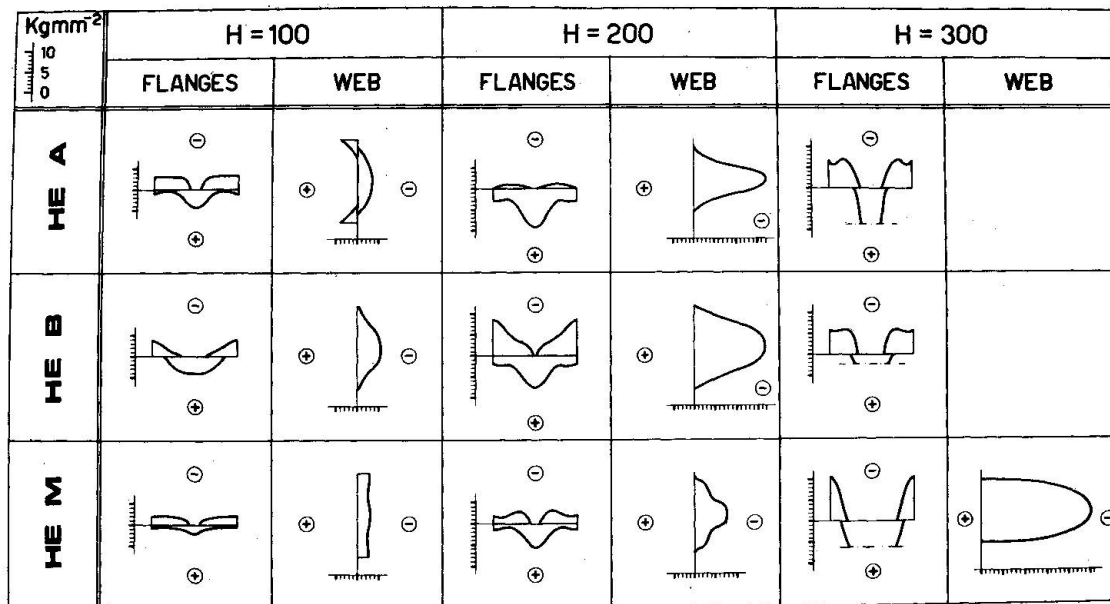 Kgmm-2
10
5
0
H = 100
H = 200
H = 300
FLANGES
WEB
FLANGES
WEB
FLANGES
WEB
HE A
⊖
⊕
⊕
⊖
⊖
⊕
⊕
⊖
⊖
⊕
HE B
⊖
⊕
⊕
⊖
⊖
⊕
⊕
⊖
⊖
⊕
HE M
⊖
⊕
⊕
⊖
⊖
⊕
⊕
⊖
⊖
⊕
⊕
⊖